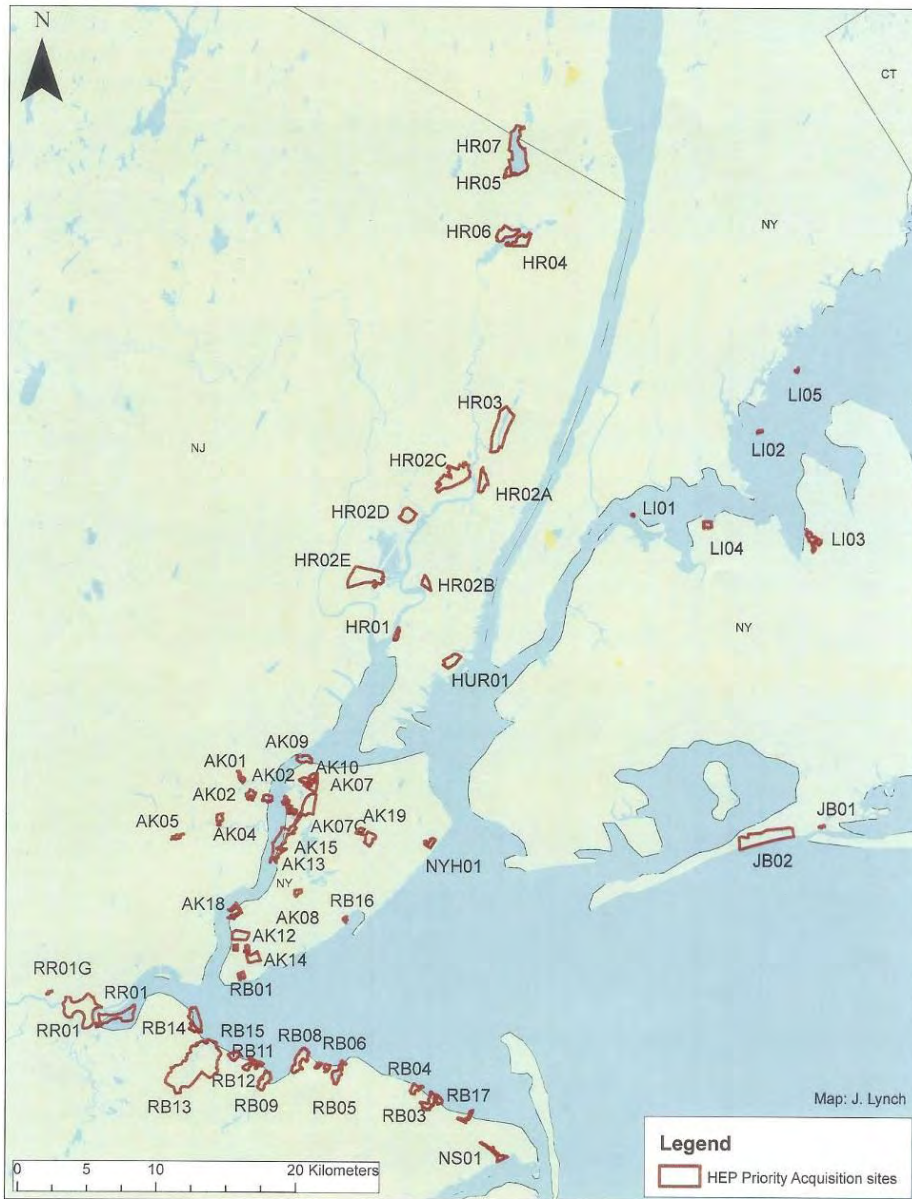 N
CT
HR07
HR05
NY
HR06
HR04
LI05
HR03
LI02
NJ
HR02C
HR02A
HR02D
LI01
LI04
LI03
HR02E
HR02B
NY
HR01
HUR01
AK09
AK01
AK10
AK02
AK02
AK07
AK05
AK04
AK07C
AK19
JB01
AK15
NYH01
JB02
AK13
NY
AK18
AK08
RB16
AK12
AK14
RR01G
RB01
RR01
RR01
RB14
RB15
RB08
RB06
RB11
RB04
RB12
RB17
RB13
RB09
RB05
RB03
Map: J. Lynch
NS01
Legend
HEP Priority Acquisition sites
0 5 10 20 Kilometers